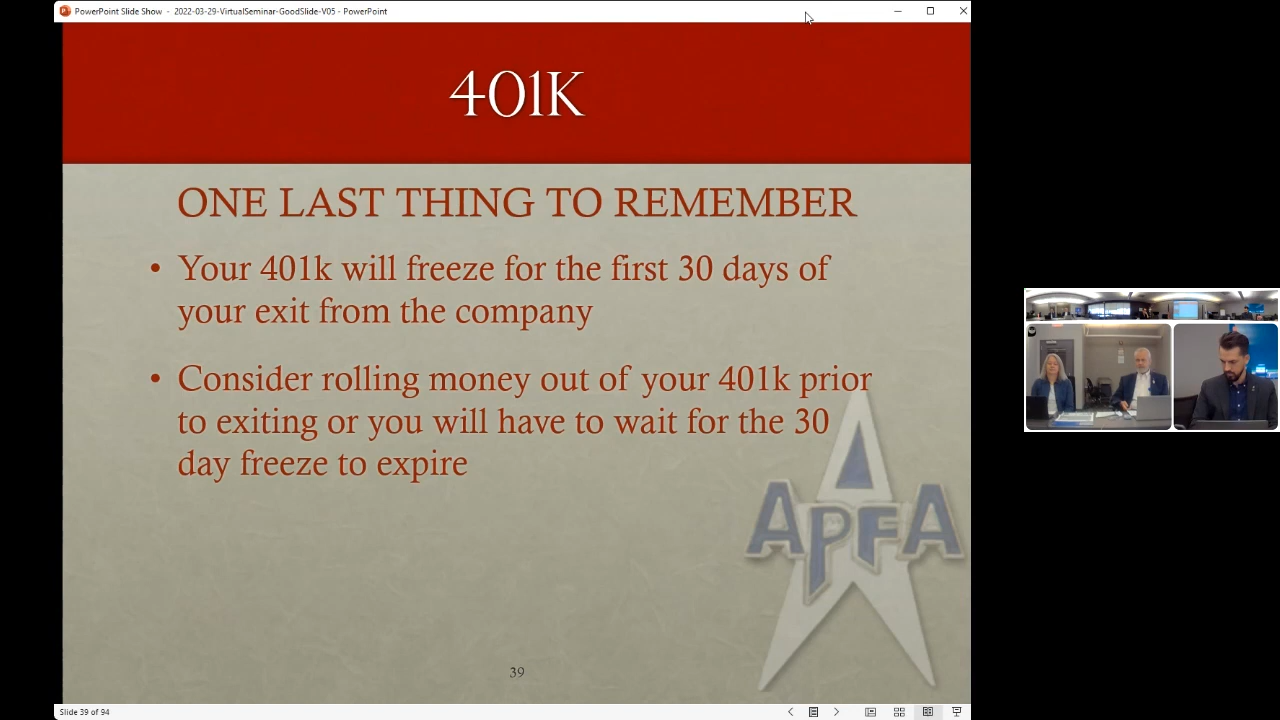 PowerPoint Slide Show - 2022-03-29-VirtualSeminar-GoodSlide-V05 - PowerPoint
401K
ONE LAST THING TO REMEMBER
• Your 401k will freeze for the first 30 days of
your exit from the company
• Consider rolling money out of your 401k prior
to exiting or you will have to wait for the 30
day freeze to expire
APFA
39
Slide 39 of 94